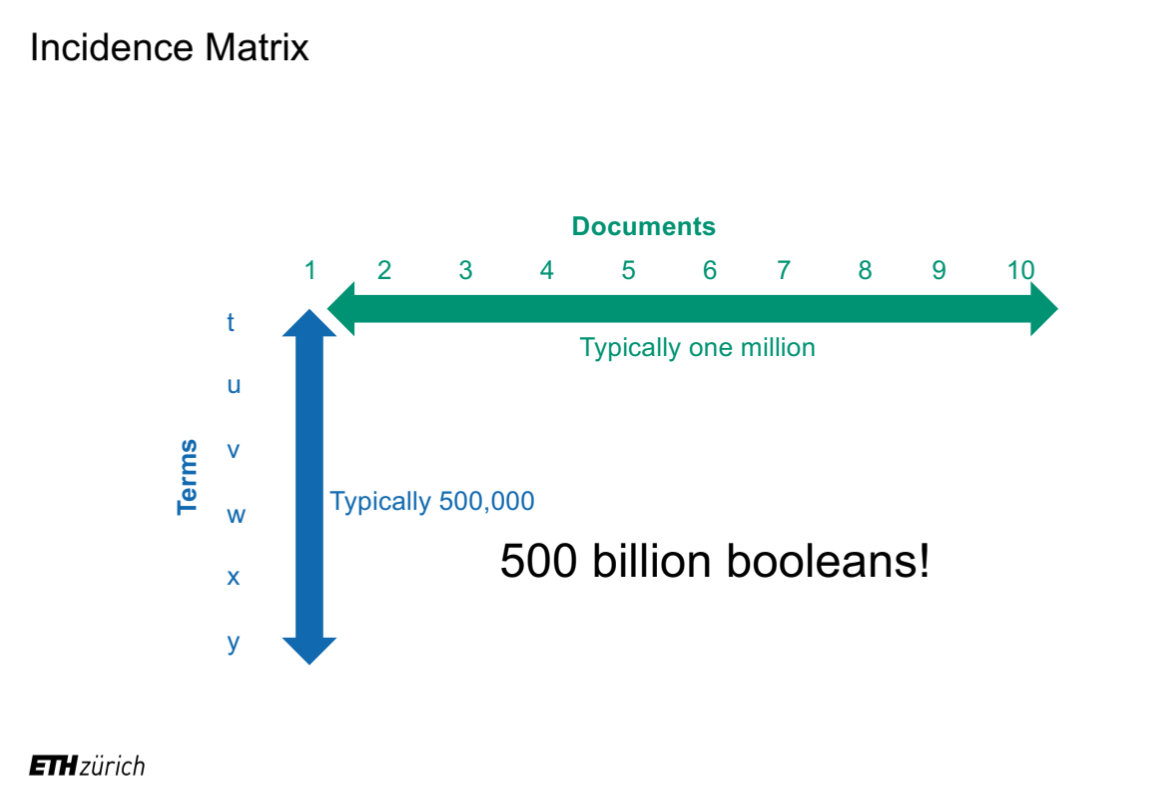 Incidence Matrix
Documents
1 2 3 4 5 6 7 8 9 10
Typically one million
Terms
t
u
v
w
x
y
Typically 500,000
500 billion booleans!
ETH zürich